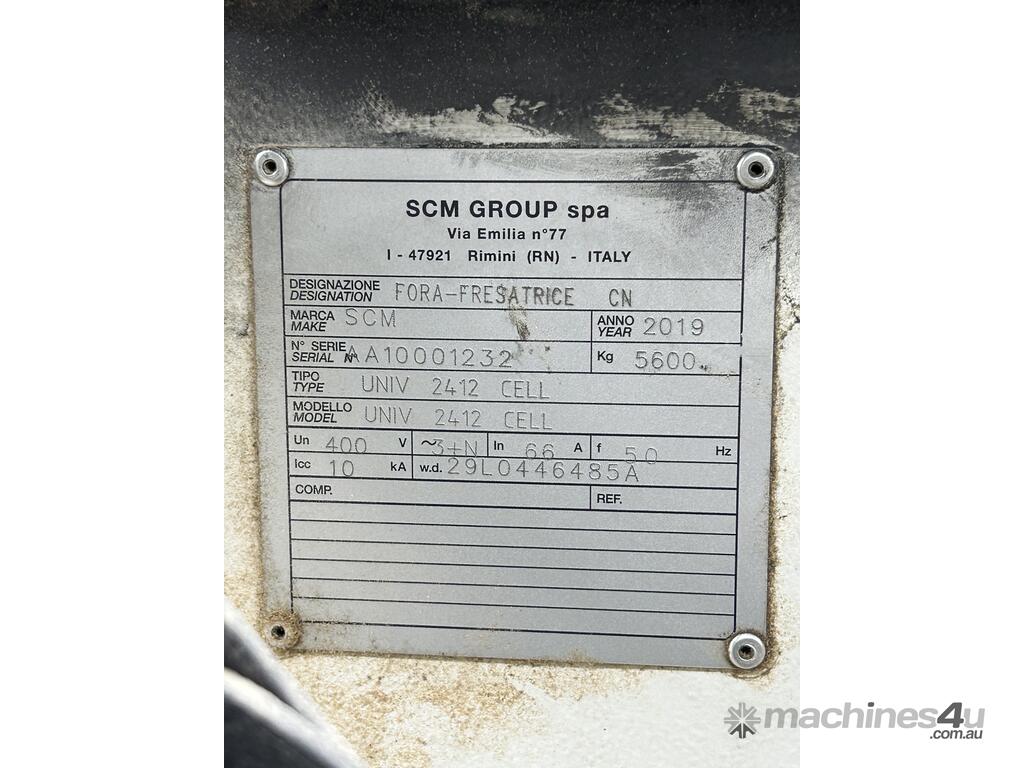 SCM GROUP spa
Via Emilia n°77
I - 47921 Rimini (RN) - ITALY
DESIGNAZIONE
DESIGNATION FORA-FRESATRICE CN
MARCA
MAKE SCM
ANNO
YEAR 2019
N° SERIE
SERIAL N° AA10001232
Kg 5600
TIPO
TYPE UNIV 2412 CELL
MODELLO
MODEL UNIV 2412 CELL
Un 400 V ~3+N In 66 A f 50 Hz
Icc 10 kA w.d. 29L0446485A
COMP. REF.
machines4u
.com.au